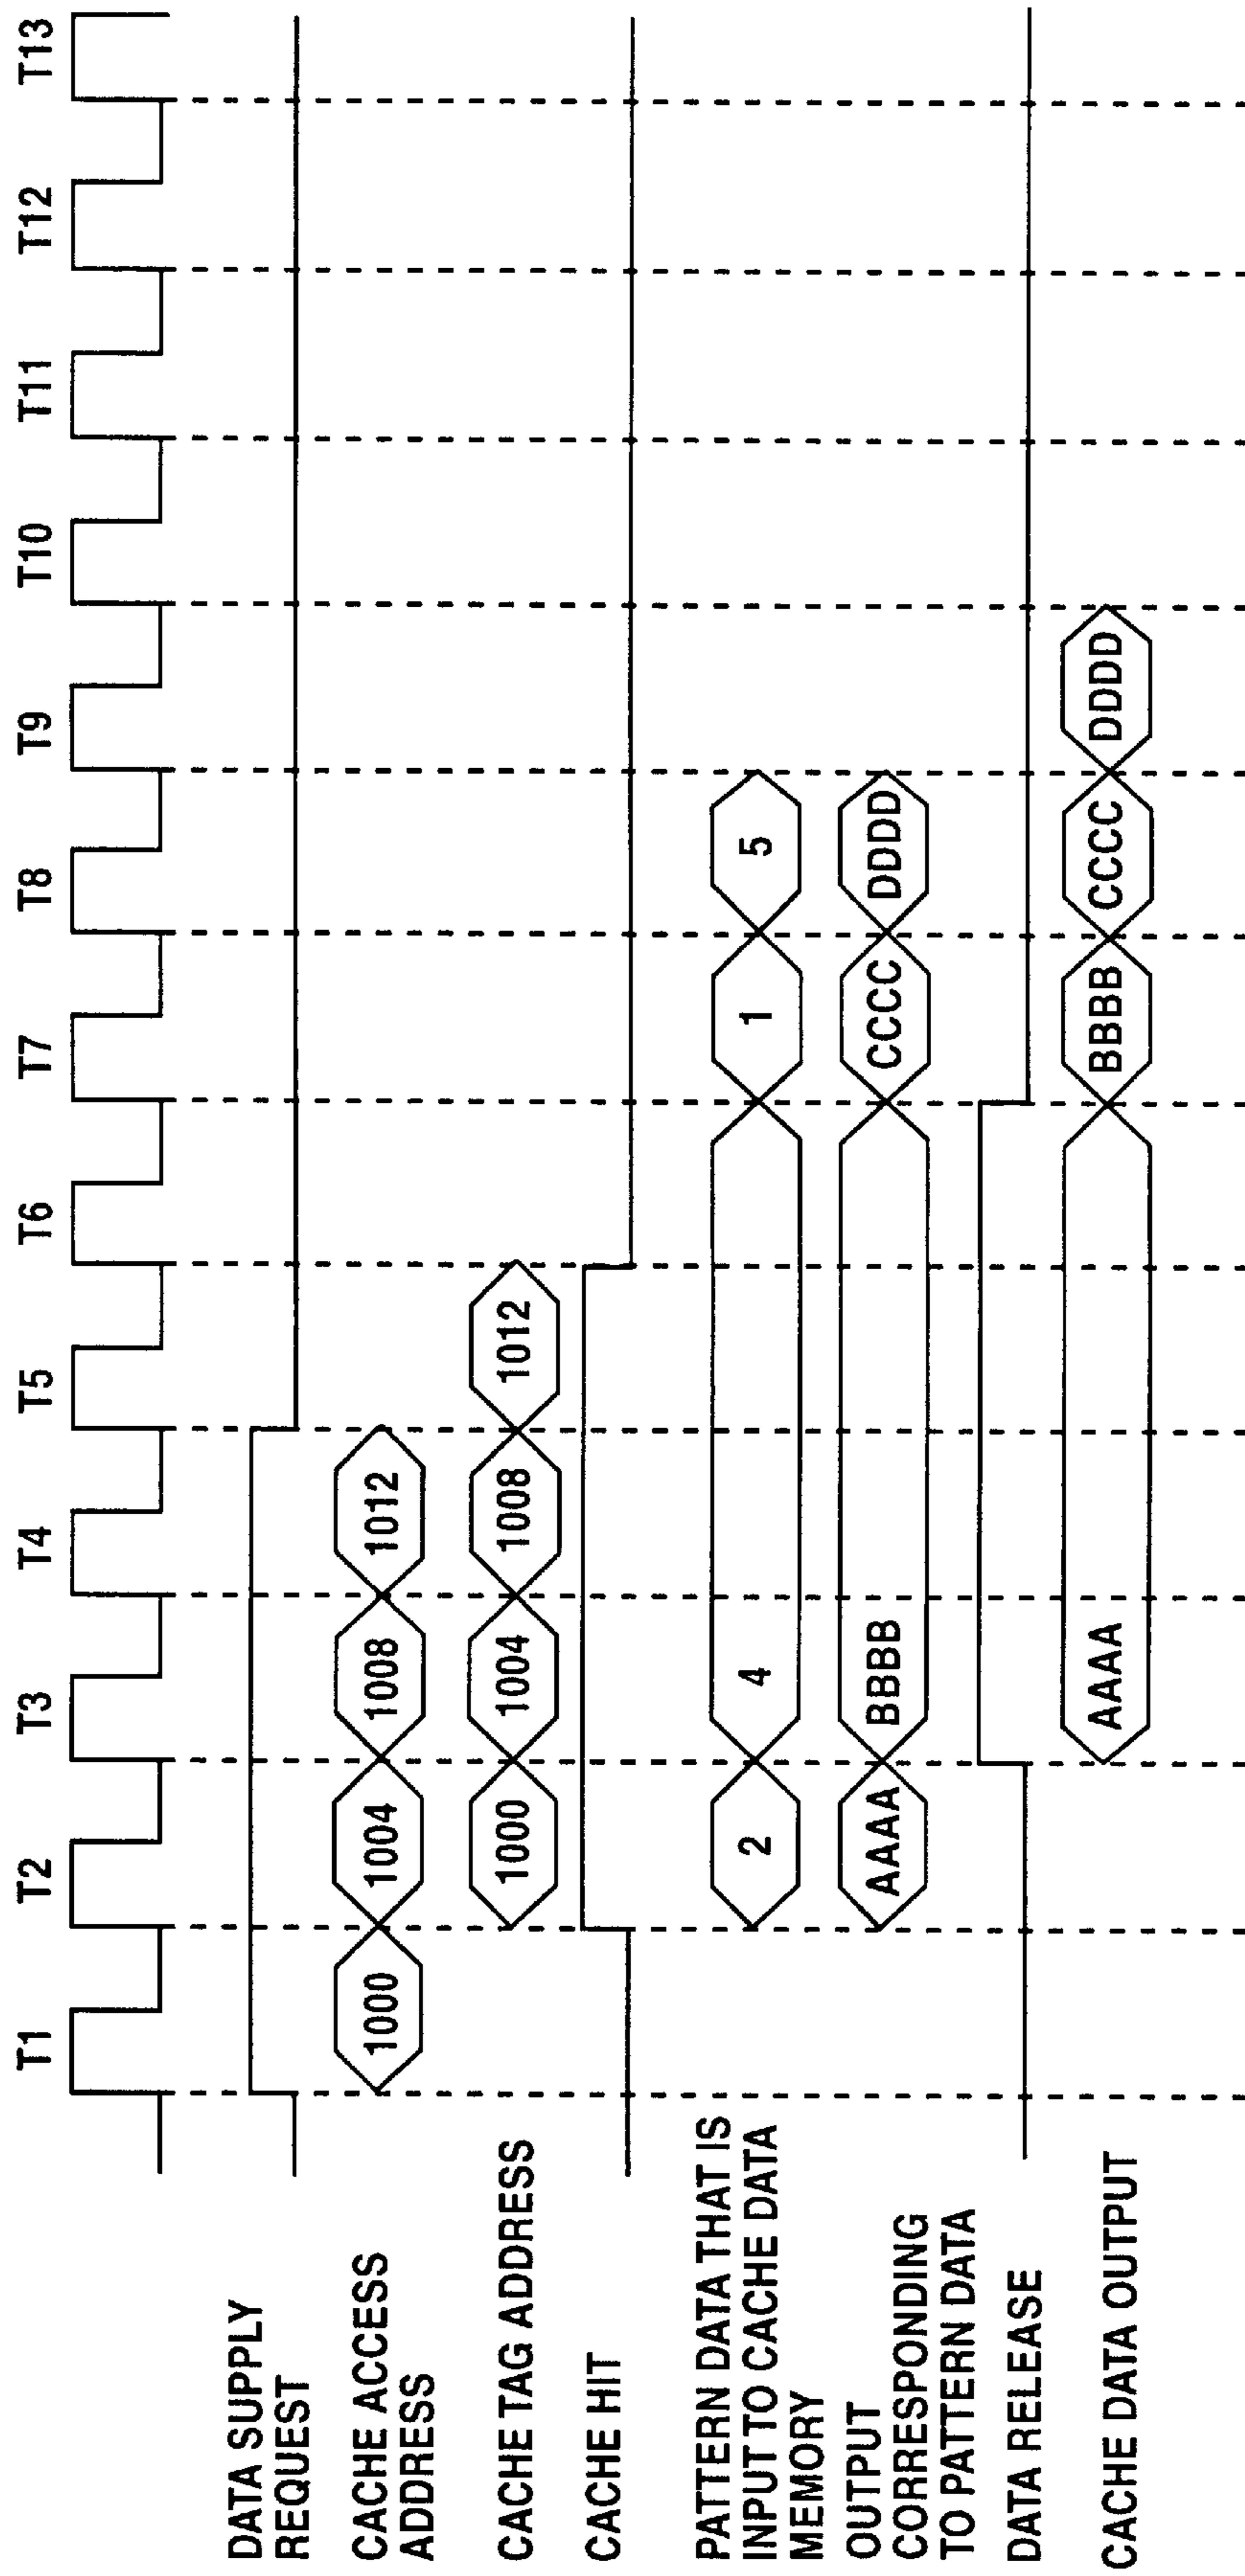 T1 T2 T3 T4 T5 T6 T7 T8 T9 T10 T11 T12 T13
DATA SUPPLY
REQUEST
CACHE ACCESS
ADDRESS
1000 1004 1008 1012
CACHE TAG ADDRESS
1000 1004 1008 1012
CACHE HIT
PATTERN DATA THAT IS
INPUT TO CACHE DATA
MEMORY
2 4 1 5
OUTPUT
CORRESPONDING
TO PATTERN DATA
AAAA BBBB CCCC DDDD
DATA RELEASE
CACHE DATA OUTPUT
AAAA BBBB CCCC DDDD